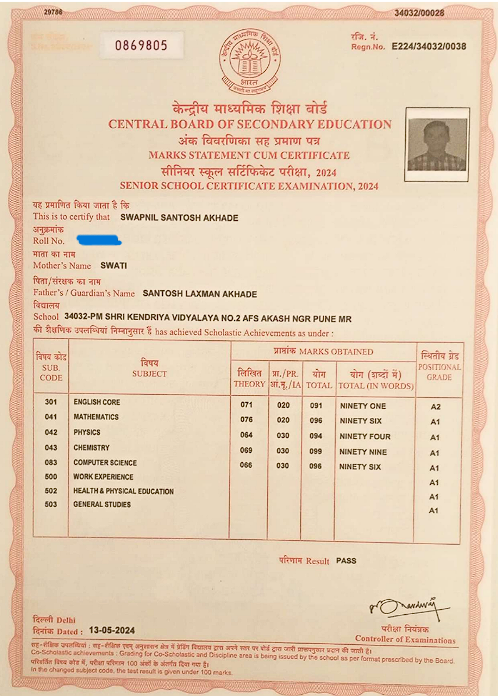 29786
34032/00028
0869805
रजि. नं.
Regn.No. E224/34032/0038
भारत
केन्द्रीय माध्यमिक शिक्षा बोर्ड
CENTRAL BOARD OF SECONDARY EDUCATION
अंक विवरणिका सह प्रमाण पत्र
MARKS STATEMENT CUM CERTIFICATE
सीनियर स्कूल सर्टिफिकेट परीक्षा, 2024
SENIOR SCHOOL CERTIFICATE EXAMINATION, 2024
यह प्रमाणित किया जाता है कि
This is to certify that SWAPNIL SANTOSH AKHADE
अनुक्रमांक
Roll No.
माता का नाम
Mother's Name SWATI
पिता/संरक्षक का नाम
Father's / Guardian's Name SANTOSH LAXMAN AKHADE
विद्यालय
School 34032-PM SHRI KENDRIYA VIDYALAYA NO.2 AFS AKASH NGR PUNE MR
की शैक्षणिक उपलब्धियां निम्नानुसार हैं has achieved Scholastic Achievements as under :
विषय कोड SUB. CODE
विषय SUBJECT
प्राप्तांक MARKS OBTAINED
स्थितीय ग्रेड POSITIONAL GRADE
लिखित THEORY
प्रा./PR. आं.मू./IA
योग TOTAL
योग (शब्दों में) TOTAL (IN WORDS)
301 ENGLISH CORE 071 020 091 NINETY ONE A2
041 MATHEMATICS 076 020 096 NINETY SIX A1
042 PHYSICS 064 030 094 NINETY FOUR A1
043 CHEMISTRY 069 030 099 NINETY NINE A1
083 COMPUTER SCIENCE 066 030 096 NINETY SIX A1
500 WORK EXPERIENCE A1
502 HEALTH & PHYSICAL EDUCATION A1
503 GENERAL STUDIES A1
परिणाम Result PASS
दिल्ली Delhi
दिनांक Dated : 13-05-2024
परीक्षा नियंत्रक
Controller of Examinations
सह-शैक्षिक उपलब्धियां : सह-शैक्षिक एवम् अनुशासन क्षेत्र में ग्रेडिंग विद्यालय द्वारा अपने स्तर पर बोर्ड द्वारा जारी प्रारूपनुसार प्रदान की जाती है।
Co-Scholastic achievements : Grading for Co-Scholastic and Discipline area is being issued by the school as per format prescribed by the Board.
परिवर्तित विषय कोड में, परीक्षा परिणाम 100 अंकों के अंतर्गत दिया गया है।
In the changed subject code, the test result is given under 100 marks.